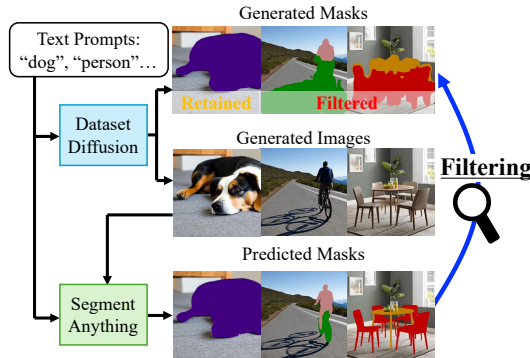 Generated Masks
Text Prompts:
“dog”, “person”…
Retained
Filtered
Dataset
Diffusion
Generated Images
Filtering
Predicted Masks
Segment
Anything